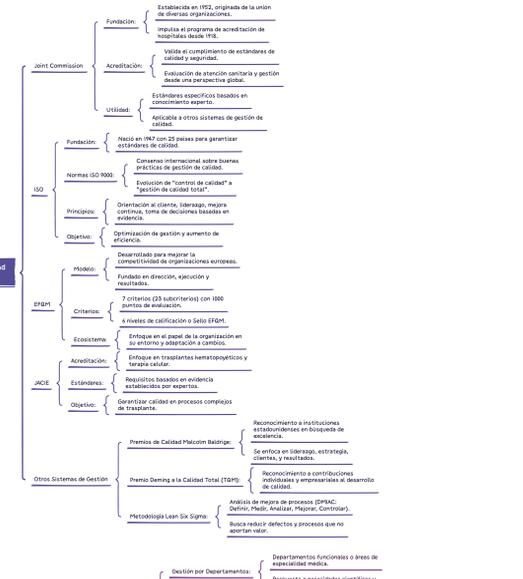 Establecida en 1952, originada de la unión
de diversas organizaciones.
Fundación:
Impulsa el programa de acreditación de
hospitales desde 1918.
Valida el cumplimiento de estándares de
calidad y seguridad.
Joint Commission
Acreditación:
Evaluación de atención sanitaria y gestión
desde una perspectiva global.
Estándares específicos basados en
conocimiento experto.
Utilidad:
Aplicable a otros sistemas de gestión de
calidad.
Fundación:
Nació en 1947 con 25 países para garantizar
estándares de calidad.
Consenso internacional sobre buenas
prácticas de gestión de calidad.
Normas ISO 9000:
Evolución de "control de calidad" a
"gestión de calidad total".
ISO
Principios:
Orientación al cliente, liderazgo, mejora
continua, toma de decisiones basadas en
evidencia.
Objetivo:
Optimización de gestión y aumento de
eficiencia.
Desarrollado para mejorar la
competitividad de organizaciones europeas.
ad
Modelo:
Fundado en dirección, ejecución y
resultados.
7 criterios (23 subcriterios) con 1000
puntos de evaluación.
EFQM
Criterios:
6 niveles de calificación o Sello EFQM.
Ecosistema:
Enfoque en el papel de la organización en
su entorno y adaptación a cambios.
Acreditación:
Enfoque en trasplantes hematopoyéticos y
terapia celular.
JACIE
Estándares:
Requisitos basados en evidencia
establecidos por expertos.
Objetivo:
Garantizar calidad en procesos complejos
de trasplante.
Reconocimiento a instituciones
estadounidenses en búsqueda de
excelencia.
Premios de Calidad Malcolm Baldrige:
Se enfoca en liderazgo, estrategia,
clientes, y resultados.
Otros Sistemas de Gestión
Premio Deming a la Calidad Total (TQM):
Reconocimiento a contribuciones
individuales y empresariales al desarrollo
de calidad.
Análisis de mejora de procesos (DMIAC:
Definir, Medir, Analizar, Mejorar, Controlar).
Metodología Lean Six Sigma:
Busca reducir defectos y procesos que no
aportan valor.
Departamentos funcionales o áreas de
especialidad médica.
Gestión por Departamentos: